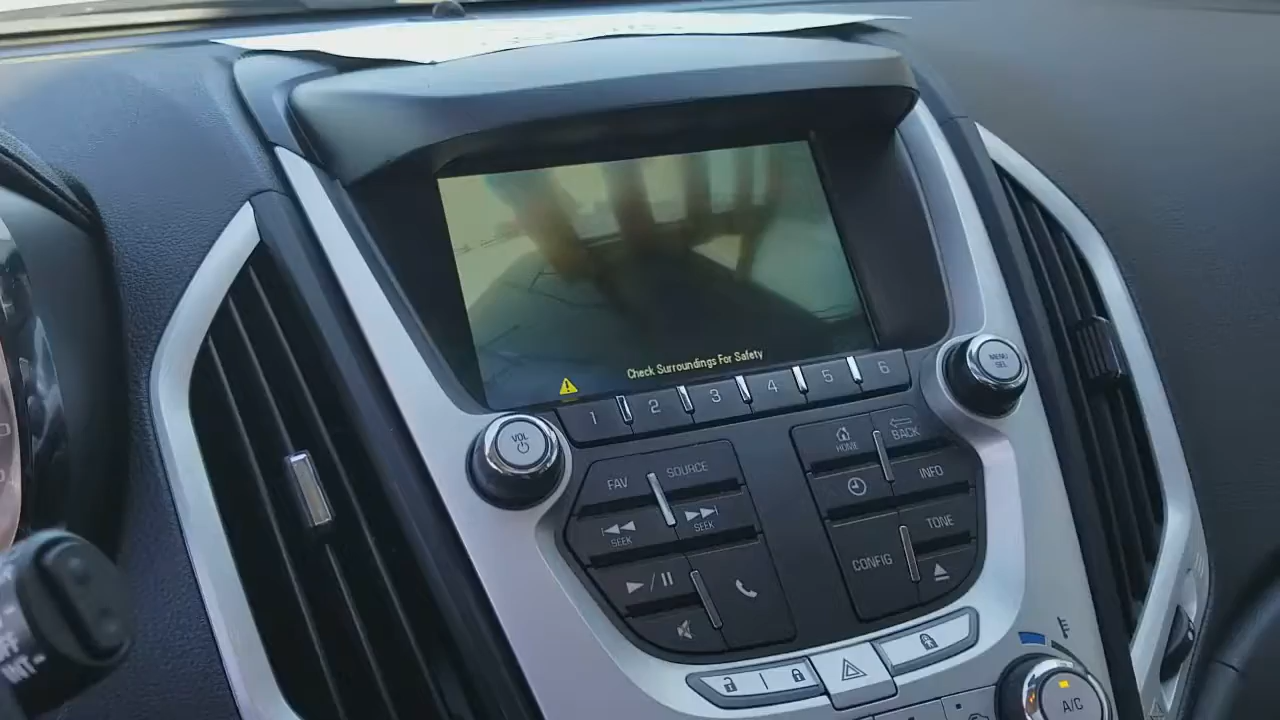 Check Surroundings For Safety
1 2 3 4 5 6
VOL
MENU
SEL
FAV SOURCE
SEEK SEEK
HOME BACK
INFO
CONFIG TONE
A/C